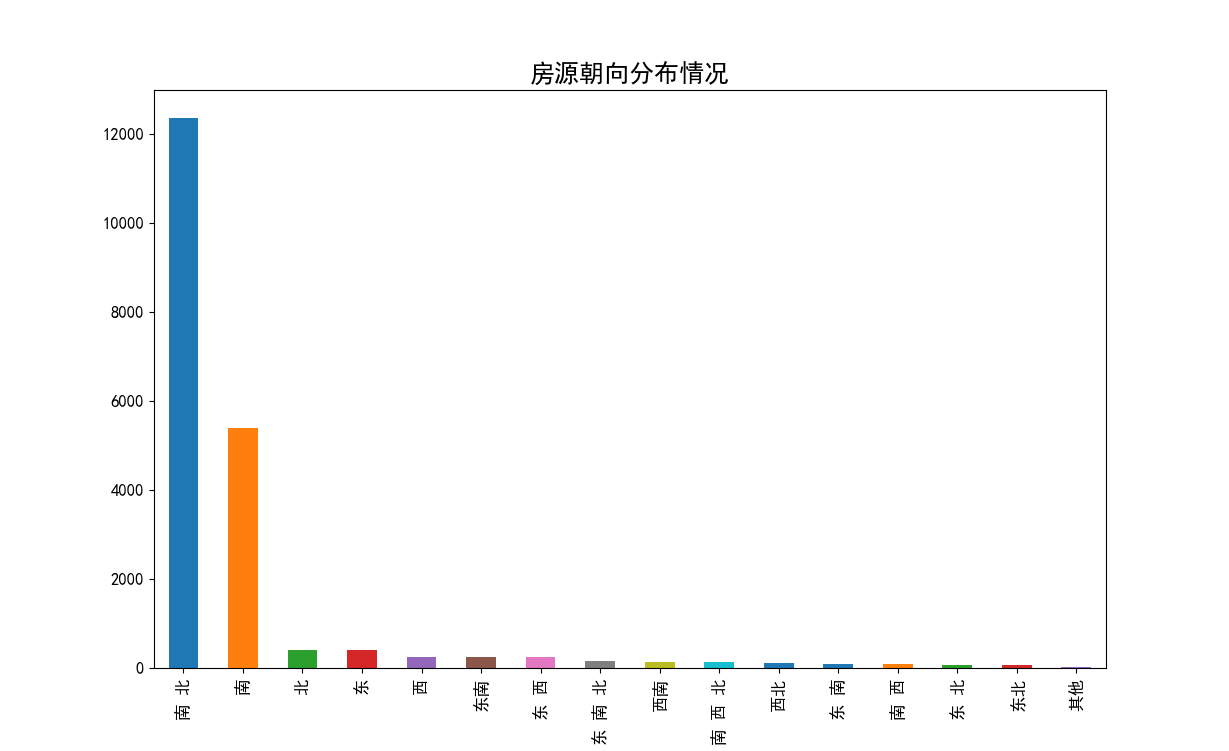 房源朝向分布情况
12000
10000
8000
6000
4000
2000
0
南 北
南
北
东
西
东南
东 西
东 南 北
西南
南 西 北
西北
东 南
南 西
东 北
东北
其他